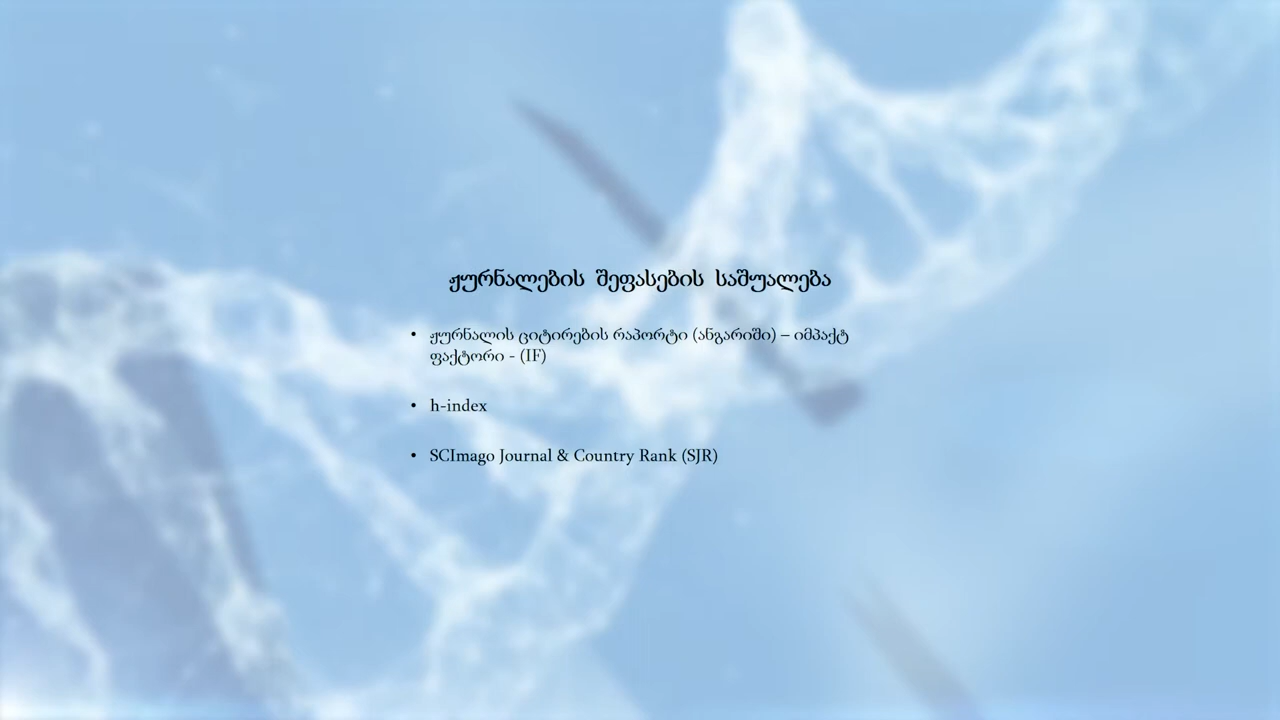 ჟურნალების შეფასების საშუალება
• ჟურნალის ციტირების რაპორტი (ანგარიში) – იმპაქტ
ფაქტორი - (IF)
• h-index
• SCImago Journal & Country Rank (SJR)